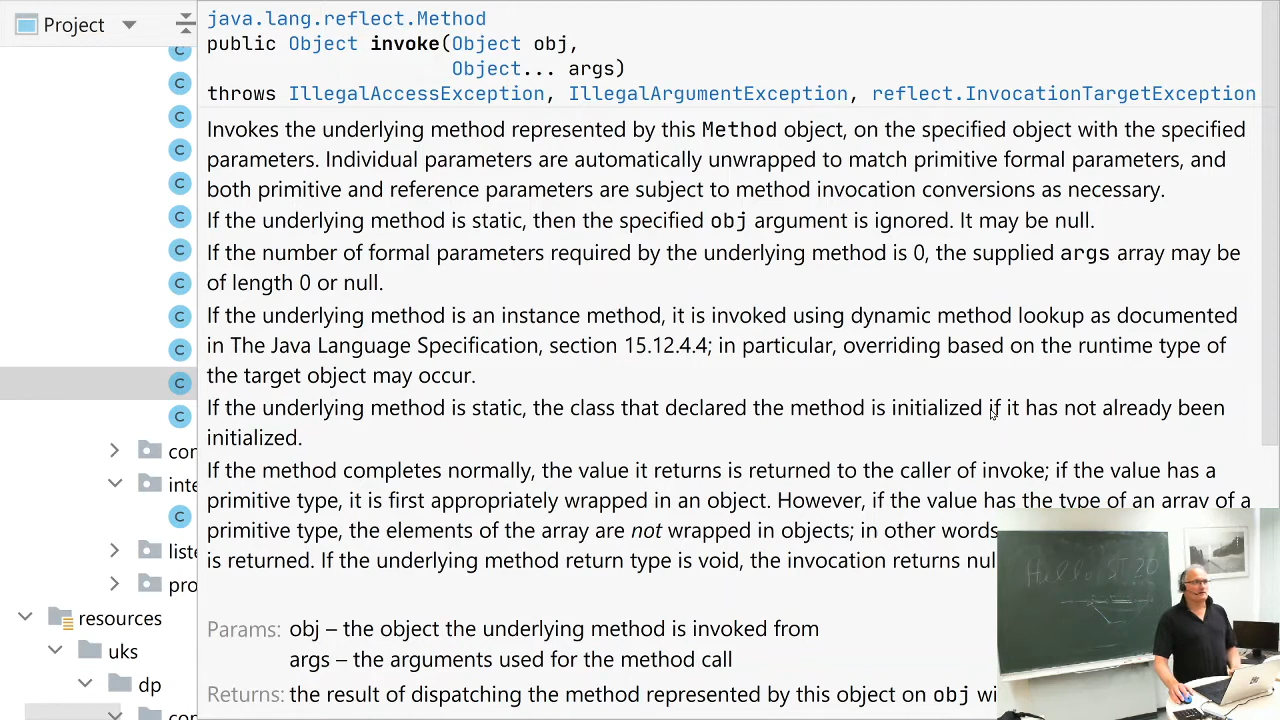 Project
java.lang.reflect.Method
public Object invoke(Object obj,
Object... args)
throws IllegalAccessException, IllegalArgumentException, reflect.InvocationTargetException
Invokes the underlying method represented by this Method object, on the specified object with the specified
parameters. Individual parameters are automatically unwrapped to match primitive formal parameters, and
both primitive and reference parameters are subject to method invocation conversions as necessary.
If the underlying method is static, then the specified obj argument is ignored. It may be null.
If the number of formal parameters required by the underlying method is 0, the supplied args array may be
of length 0 or null.
If the underlying method is an instance method, it is invoked using dynamic method lookup as documented
in The Java Language Specification, section 15.12.4.4; in particular, overriding based on the runtime type of
the target object may occur.
If the underlying method is static, the class that declared the method is initialized if it has not already been
initialized.
If the method completes normally, the value it returns is returned to the caller of invoke; if the value has a
primitive type, it is first appropriately wrapped in an object. However, if the value has the type of an array of a
primitive type, the elements of the array are not wrapped in objects; in other words
is returned. If the underlying method return type is void, the invocation returns nul
Params: obj – the object the underlying method is invoked from
args – the arguments used for the method call
Returns: the result of dispatching the method represented by this object on obj wi
C
C
C
C
C
C
C
C
C
C
C
C
cor
inte
C
liste
pro
resources
uks
dp